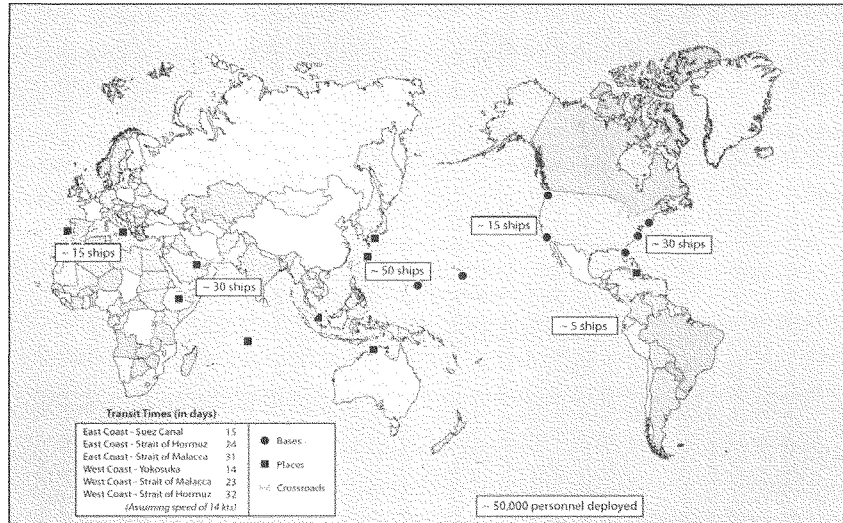 ~ 15 ships
~ 30 ships
~ 50 ships
~ 15 ships
~ 30 ships
~ 5 ships
Transit Times (in days)
East Coast - Suez Canal 15
East Coast - Strait of Hormuz 24
East Coast - Strait of Malacca 31
West Coast - Yokosuka 14
West Coast - Strait of Malacca 23
West Coast - Strait of Hormuz 32
(Assuming speed of 14 kts)
Bases
Places
Crossroads
~ 50,000 personnel deployed